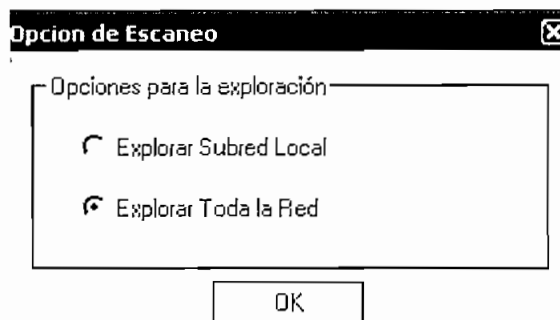 Opcion de Escaneo
Opciones para la exploración
Explorar Subred Local
Explorar Toda la Red
OK